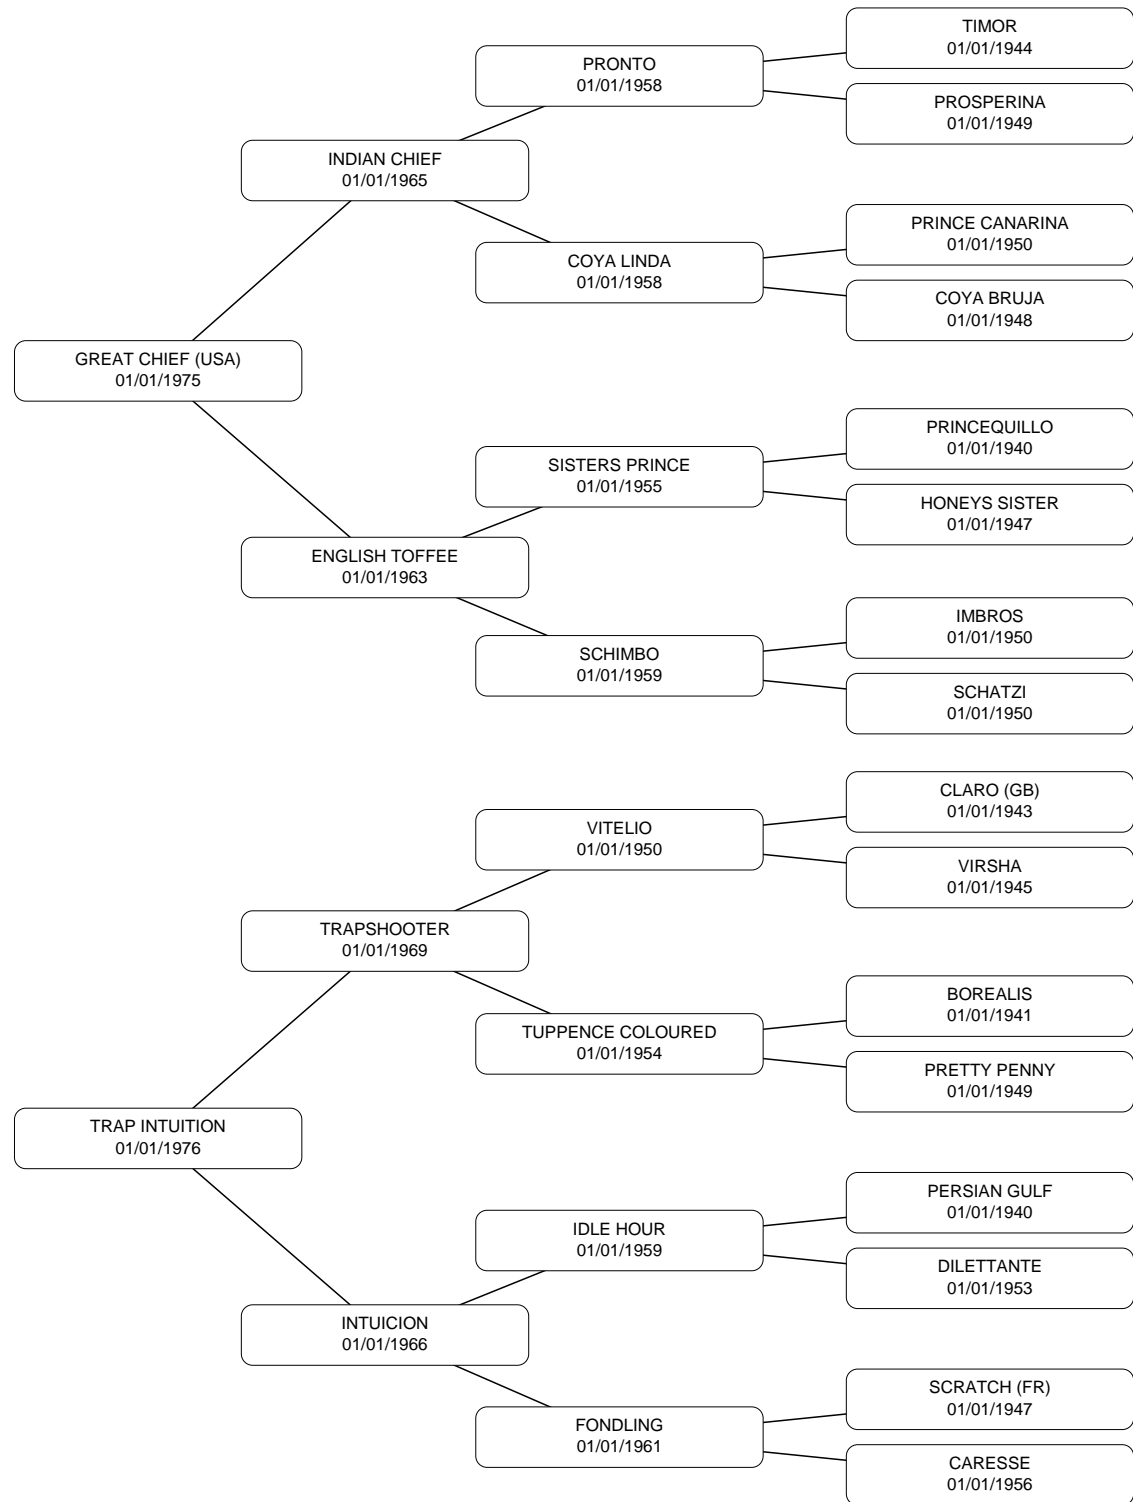 TIMOR
01/01/1944
PRONTO
01/01/1958
PROSPERINA
01/01/1949
INDIAN CHIEF
01/01/1965
PRINCE CANARINA
01/01/1950
COYA LINDA
01/01/1958
COYA BRUJA
01/01/1948
GREAT CHIEF (USA)
01/01/1975
PRINCEQUILLO
01/01/1940
SISTERS PRINCE
01/01/1955
HONEYS SISTER
01/01/1947
ENGLISH TOFFEE
01/01/1963
IMBROS
01/01/1950
SCHIMBO
01/01/1959
SCHATZI
01/01/1950
CLARO (GB)
01/01/1943
VITELIO
01/01/1950
VIRSHA
01/01/1945
TRAPSHOOTER
01/01/1969
BOREALIS
01/01/1941
TUPPENCE COLOURED
01/01/1954
PRETTY PENNY
01/01/1949
TRAP INTUITION
01/01/1976
PERSIAN GULF
01/01/1940
IDLE HOUR
01/01/1959
DILETTANTE
01/01/1953
INTUICION
01/01/1966
SCRATCH (FR)
01/01/1947
FONDLING
01/01/1961
CARESSE
01/01/1956